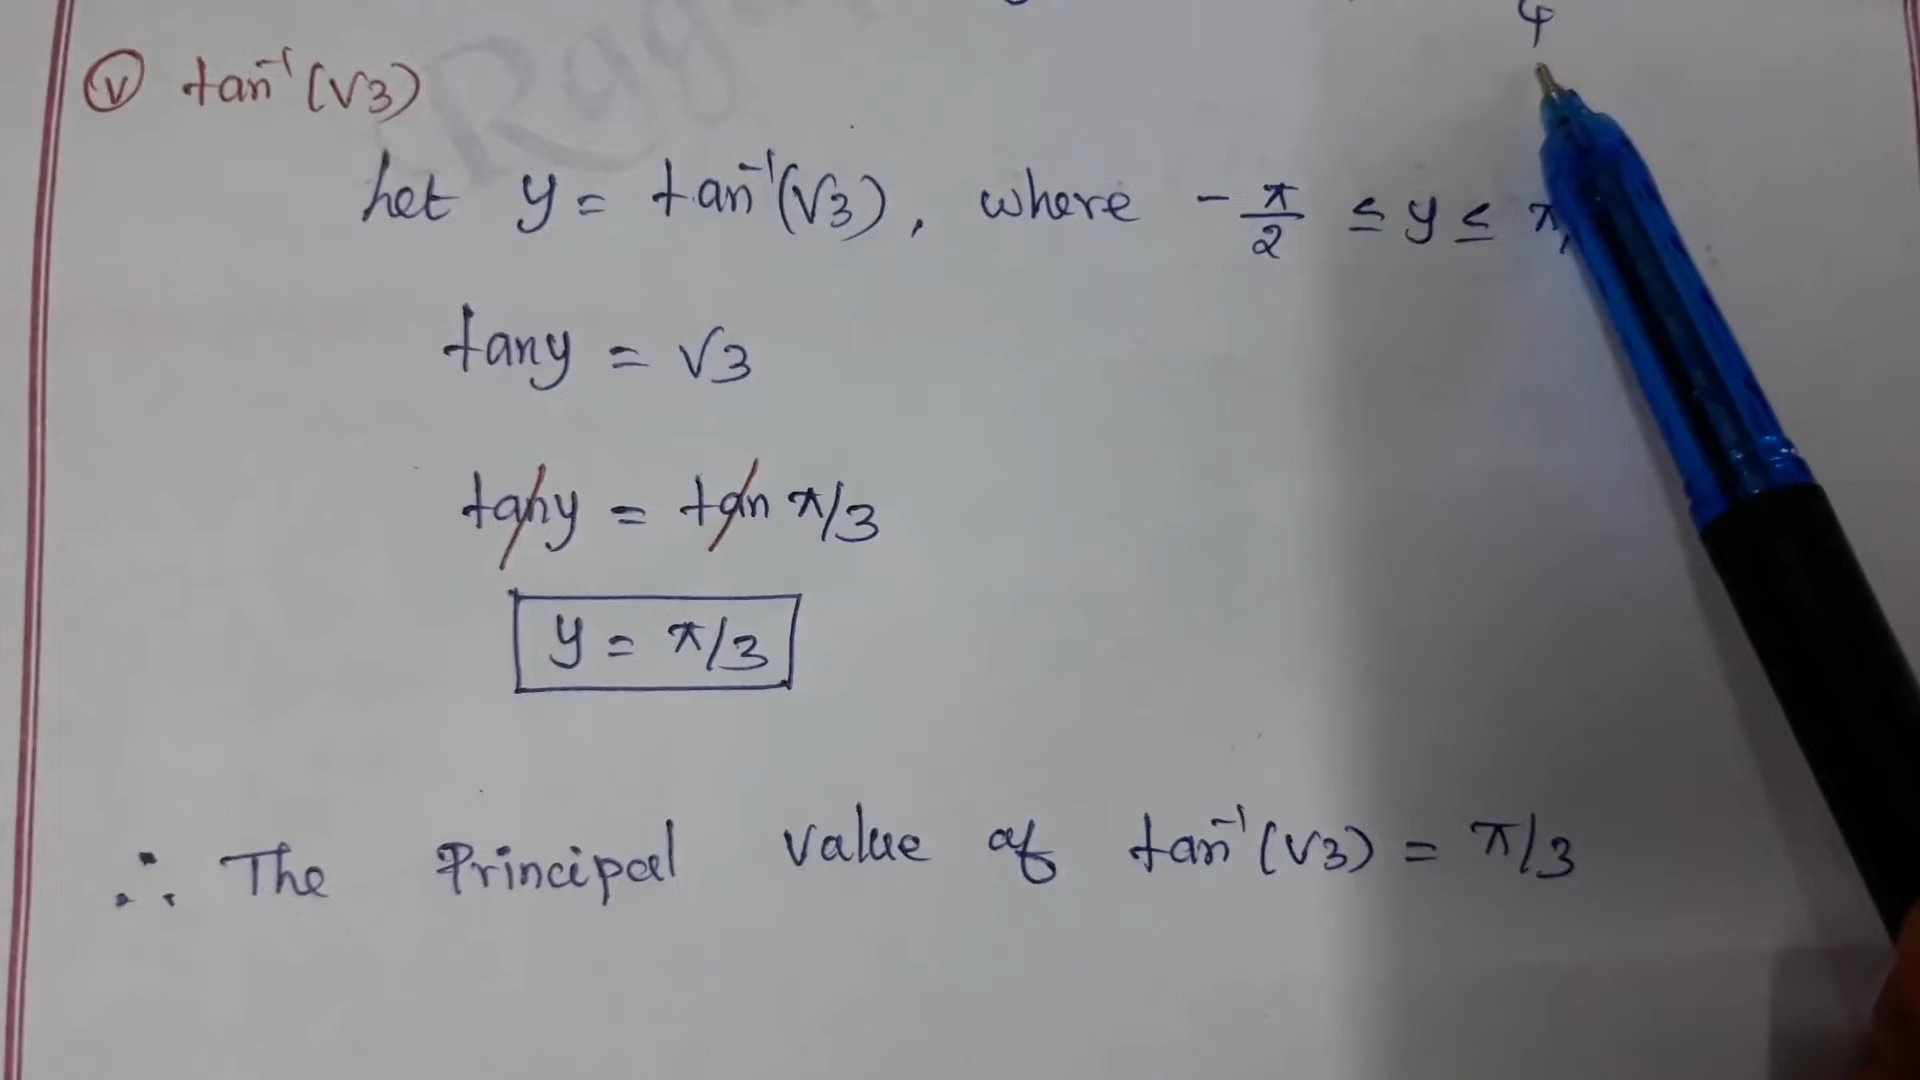 4
(v) tan⁻¹(√3)
Let y = tan⁻¹(√3), where -π/2 ≤ y ≤ π
tany = √3
tany = tan π/3
y = π/3
∴ The Principal value of tan⁻¹(√3) = π/3